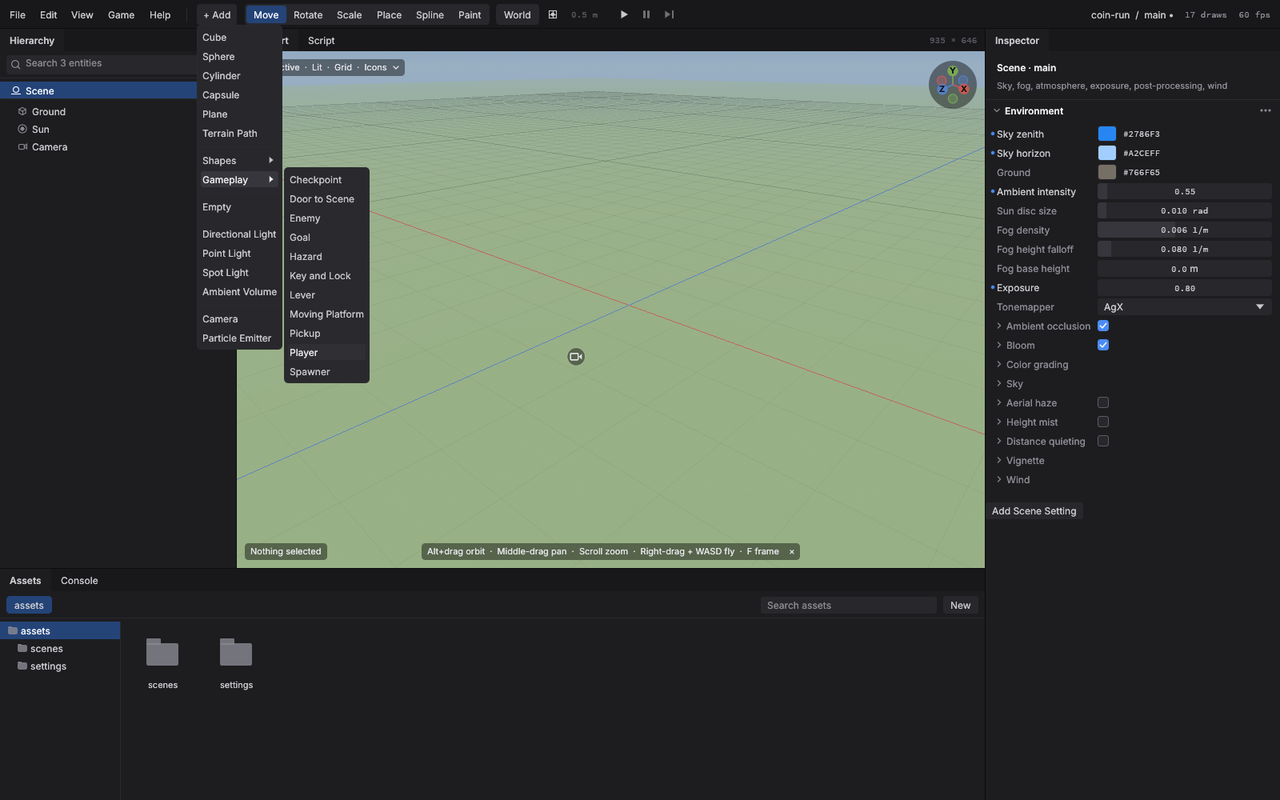 File Edit View Game Help + Add Move Rotate Scale Place Spline Paint World 0.5 m coin-run / main • 17 draws 60 fps
Hierarchy
Search 3 entities
Scene
Ground
Sun
Camera
Cube
Sphere
Cylinder
Capsule
Plane
Terrain Path
Shapes
Gameplay
Empty
Directional Light
Point Light
Spot Light
Ambient Volume
Camera
Particle Emitter
Checkpoint
Door to Scene
Enemy
Goal
Hazard
Key and Lock
Lever
Moving Platform
Pickup
Player
Spawner
rt Script 935 × 646
ctive · Lit · Grid · Icons
Y
Z X
Nothing selected
Alt+drag orbit · Middle-drag pan · Scroll zoom · Right-drag + WASD fly · F frame ×
Inspector
Scene · main
Sky, fog, atmosphere, exposure, post-processing, wind
Environment
Sky zenith #2786F3
Sky horizon #A2CEFF
Ground #766F65
Ambient intensity 0.55
Sun disc size 0.010 rad
Fog density 0.006 1/m
Fog height falloff 0.080 1/m
Fog base height 0.0 m
Exposure 0.80
Tonemapper AgX
Ambient occlusion
Bloom
Color grading
Sky
Aerial haze
Height mist
Distance quieting
Vignette
Wind
Add Scene Setting
Assets Console
assets Search assets New
assets
scenes
settings
scenes settings